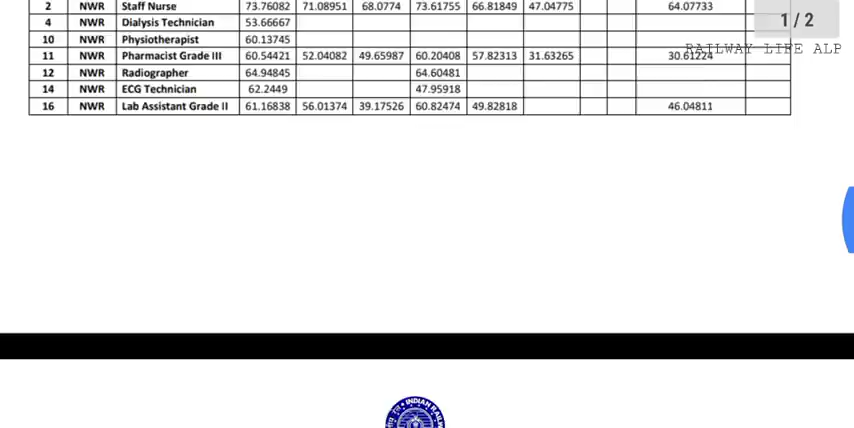 2 NWR Staff Nurse 73.76082 71.08951 68.0774 73.61755 66.81849 47.04775 64.07733
1 / 2
4 NWR Dialysis Technician 53.66667
10 NWR Physiotherapist 60.13745
RAILWAY LIFE ALP
11 NWR Pharmacist Grade III 60.54421 52.04082 49.65987 60.20408 57.82313 31.63265 30.61224
12 NWR Radiographer 64.94845 64.60481
14 NWR ECG Technician 62.2449 47.95918
16 NWR Lab Assistant Grade II 61.16838 56.01374 39.17526 60.82474 49.82818 46.04811
INDIAN